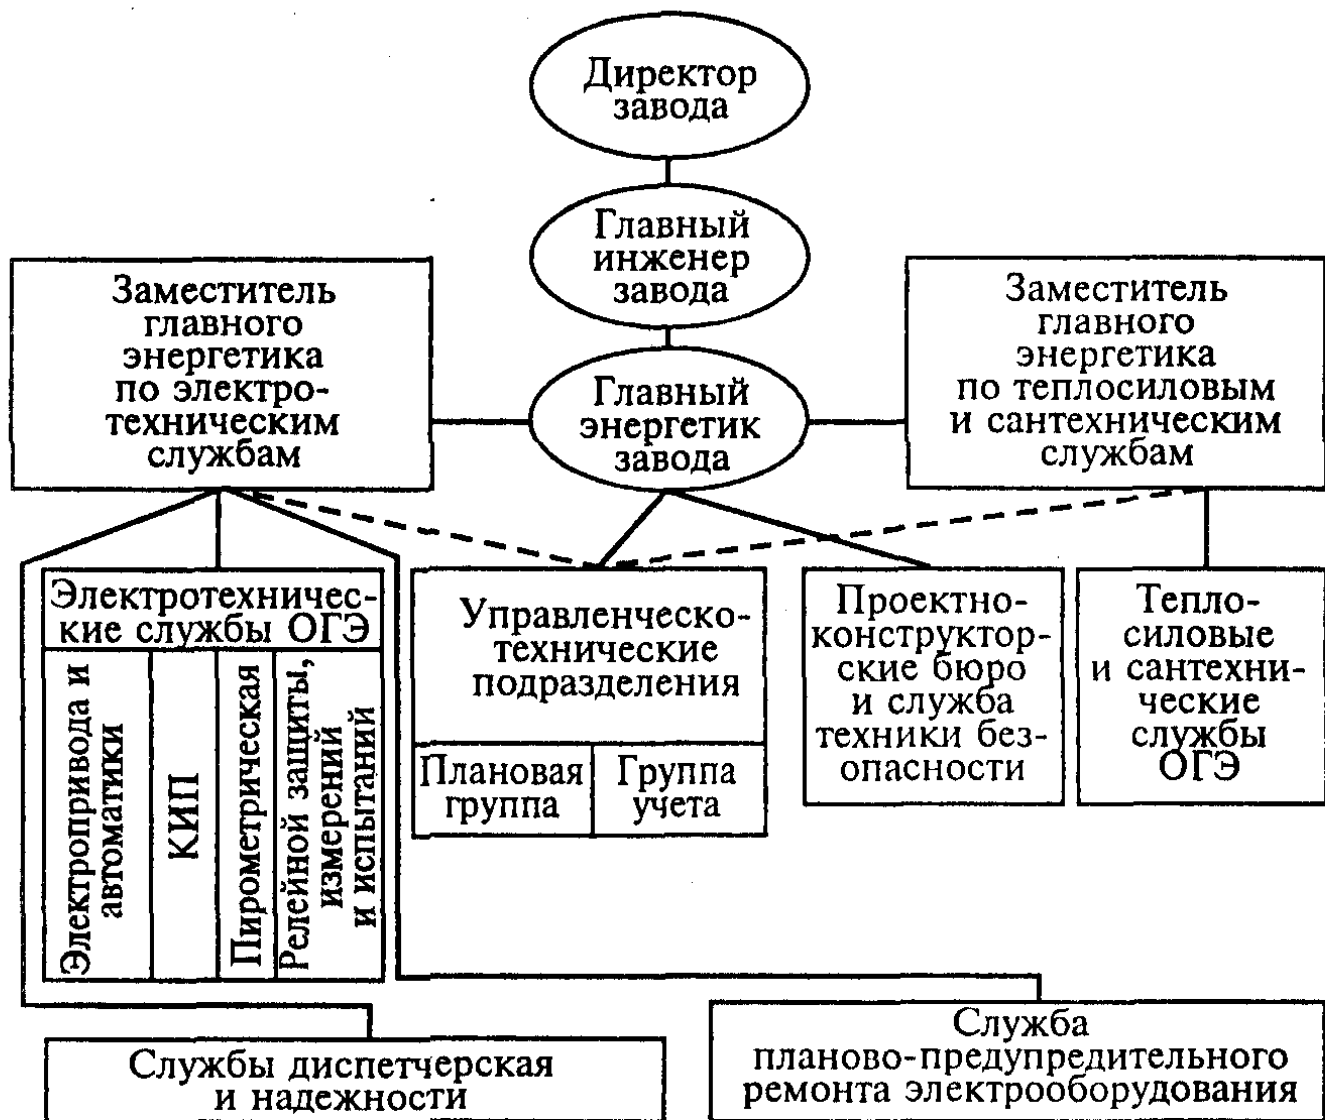 Директор
завода
Главный
инженер
завода
Заместитель
главного
энергетика
по электро-
техническим
службам
Главный
энергетик
завода
Заместитель
главного
энергетика
по теплосиловым
и сантехническим
службам
Электротехничес-
кие службы ОГЭ
Электропривода и
автоматики
КИП
Пирометрическая
Релейной защиты,
измерений
и испытаний
Управленческо-
технические
подразделения
Плановая
группа
Группа
учета
Проектно-
конструктор-
ские бюро
и служба
техники без-
опасности
Тепло-
силовые
и сантехни-
ческие
службы
ОГЭ
Службы диспетчерская
и надежности
Служба
планово-предупредительного
ремонта электрооборудования